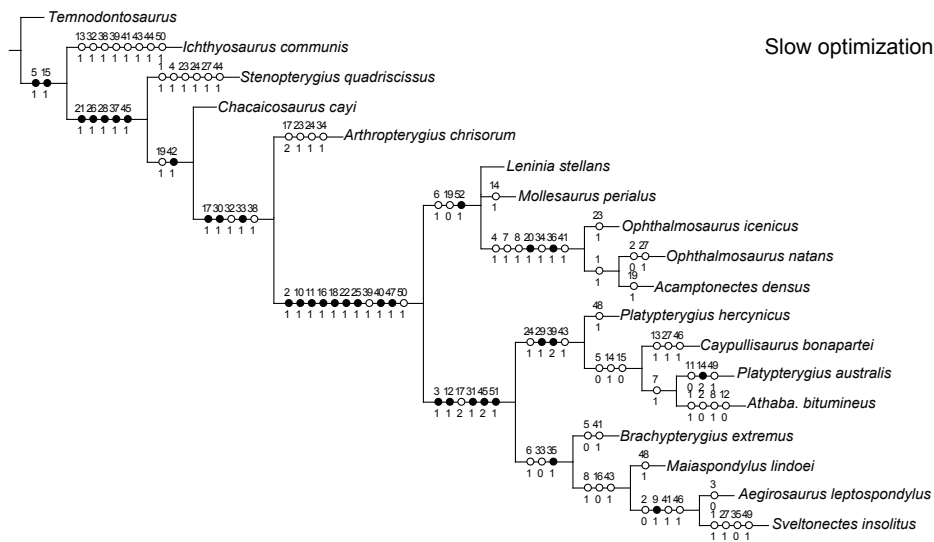 Temnodontosaurus
Slow optimization
13 32 38 39 41 43 44 50
Ichthyosaurus communis
1 1 1 1 1 1 1 1
5 15
1 1
1 4 23 24 27 44
Stenopterygius quadriscissus
1 1 1 1 1 1
21 26 28 37 45
1 1 1 1 1
Chacaicosaurus cayi
17 23 24 34
Arthropterygius chrisorum
2 1 1 1
19 42
1 1
Leninia stellans
14
Mollesaurus perialus
1
6 19 52
1 0 1
17 30 32 33 38
1 1 1 1 1
23
Ophthalmosaurus icenicus
1
4 7 8 20 34 36 41
1 1 1 1 1 1 1
2 27
Ophthalmosaurus natans
0 1
1
1
19
Acamptonectes densus
1
2 10 11 16 18 22 25 39 40 47 50
1 1 1 1 1 1 1 1 1 1 1
48
Platypterygius hercynicus
1
24 29 39 43
1 1 2 1
13 27 46
Caypullisaurus bonapartei
1 1 1
5 14 15
0 1 0
11 14 49
Platypterygius australis
0 2 1
7
1
1 2 8 12
Athaba. bitumineus
1 0 1 0
3 12 17 31 45 51
1 1 2 1 2 1
5 41
Brachypterygius extremus
0 1
6 33 35
1 0 1
48
Maiaspondylus lindoei
1
8 16 43
1 0 1
3
Aegirosaurus leptospondylus
0
2 9 41 46
0 1 1 1
1 27 35 49
Sveltonectes insolitus
1 1 0 1